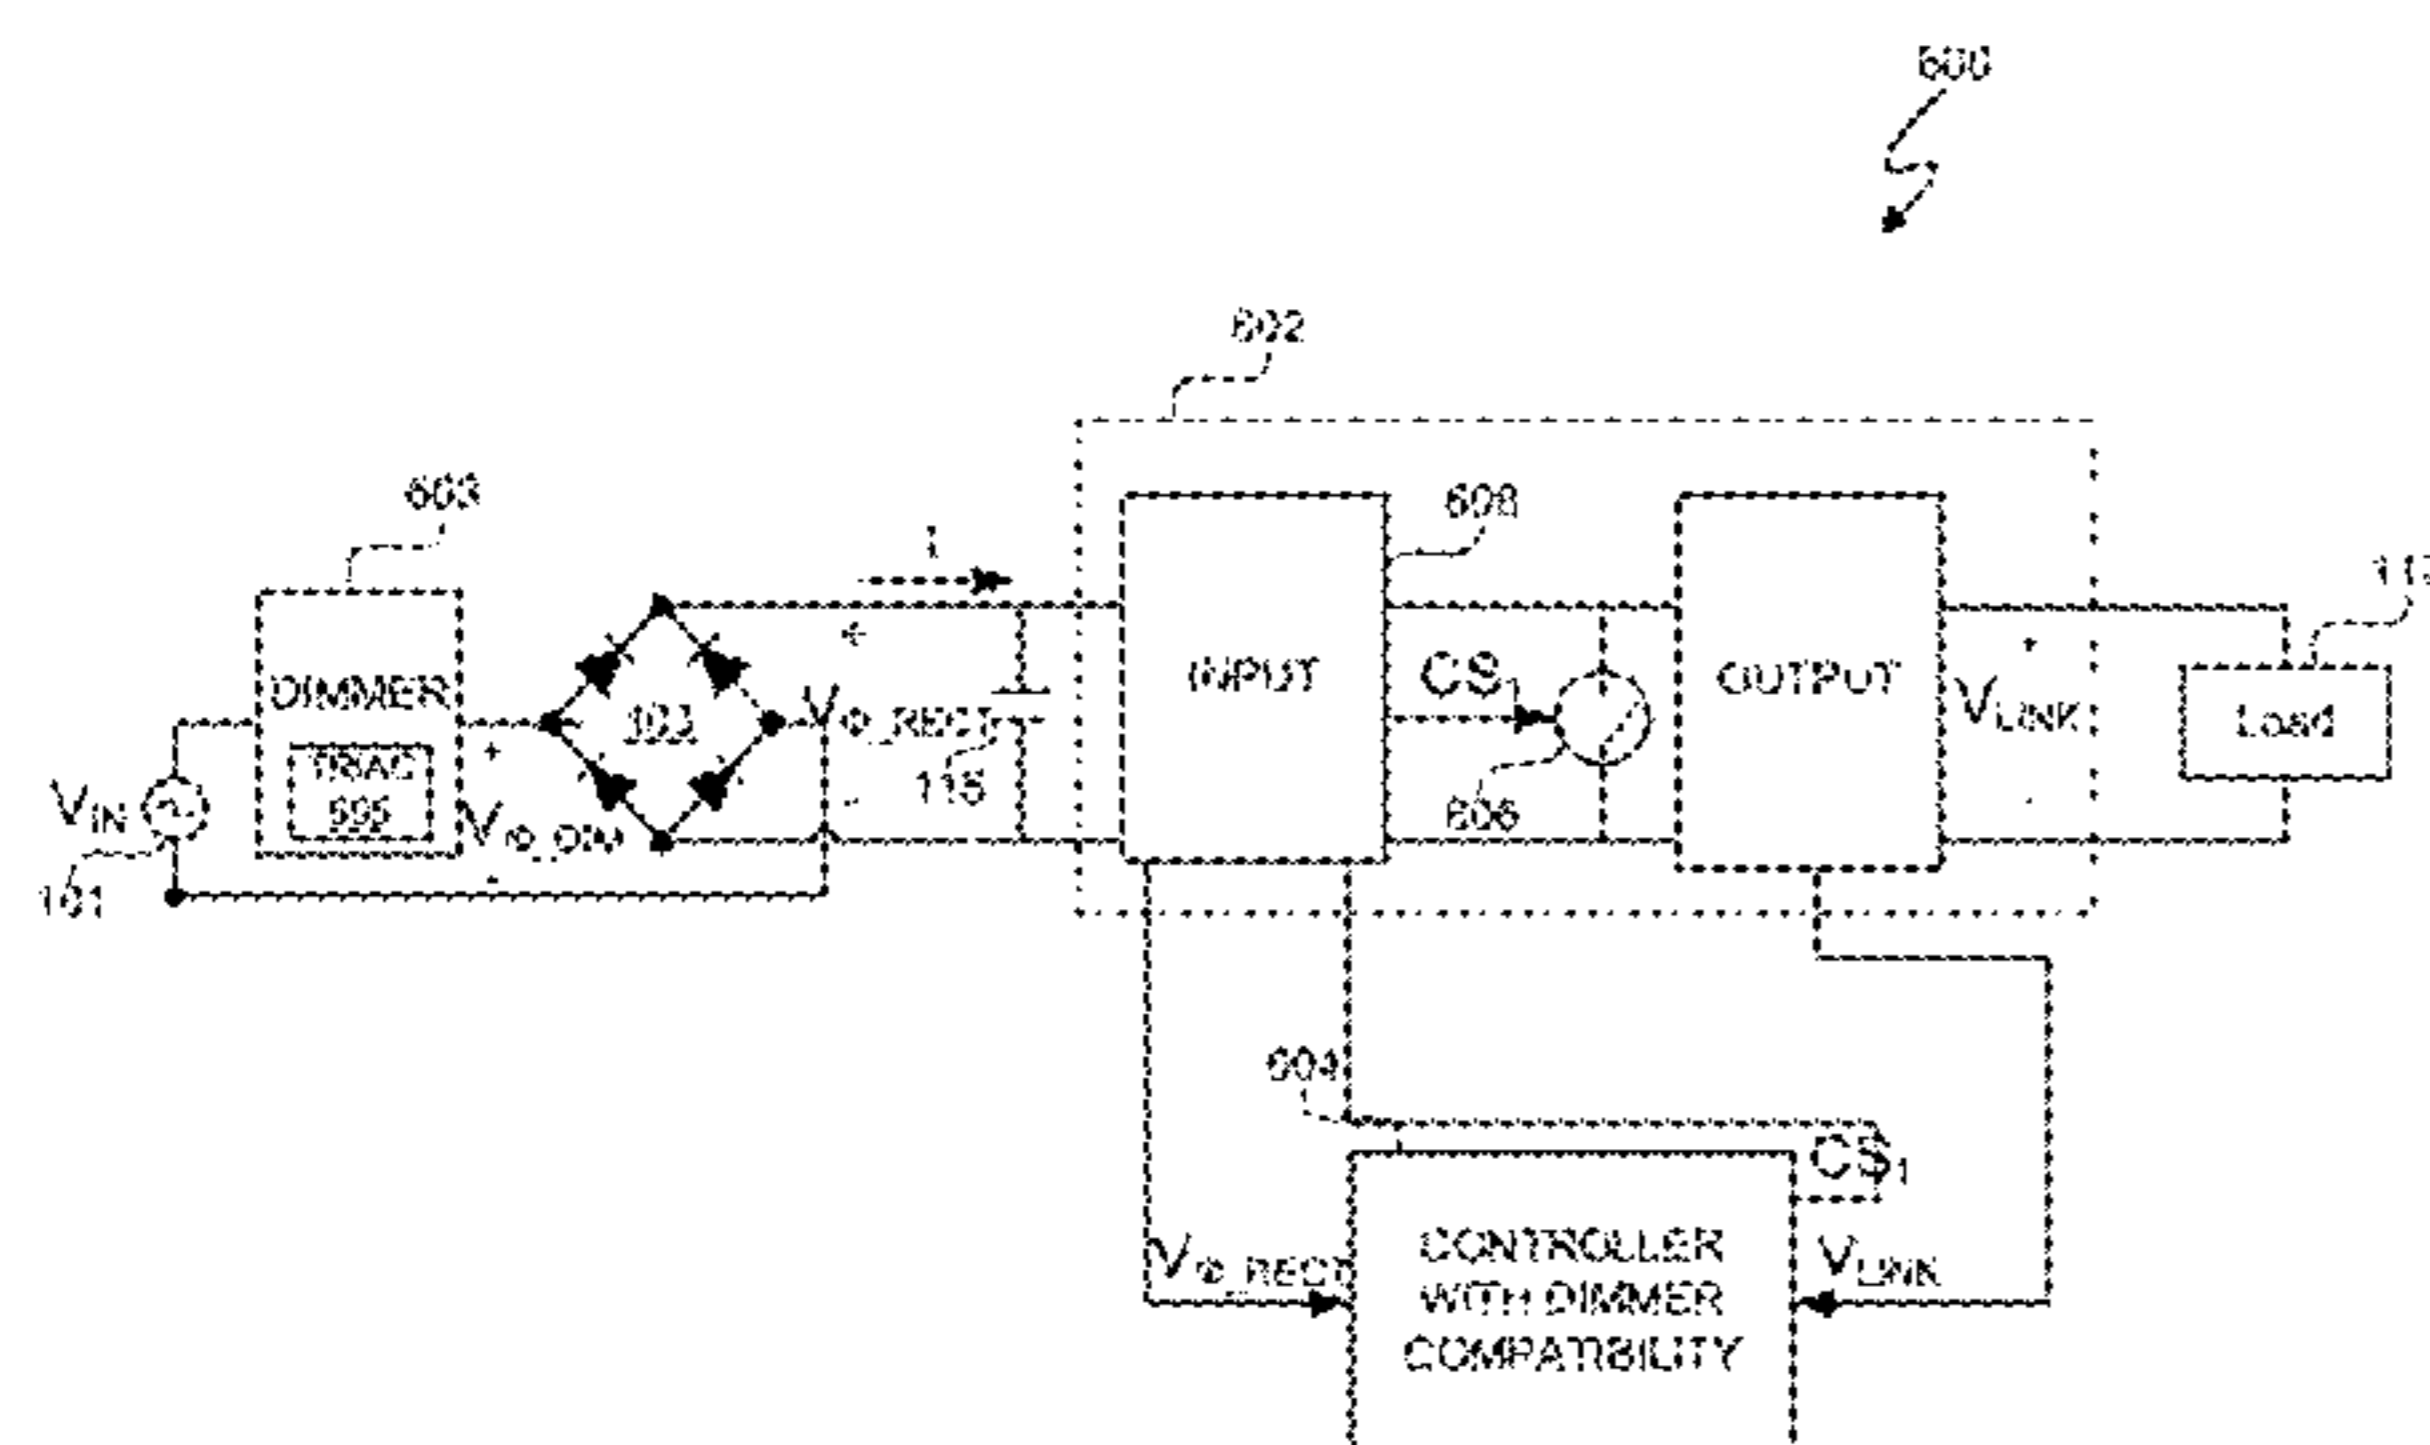 600
602
603
608
i
INPUT
OUTPUT
CS1
DIMMER
TRIAC
VIN
101
+
VΦ_DIM
-
103
VΦ_RECT
115
-
606
+
VLINK
-
Load
604
CS1
VΦ_RECT
CONTROLLER
WITH DIMMER
COMPATIBILITY
VLINK